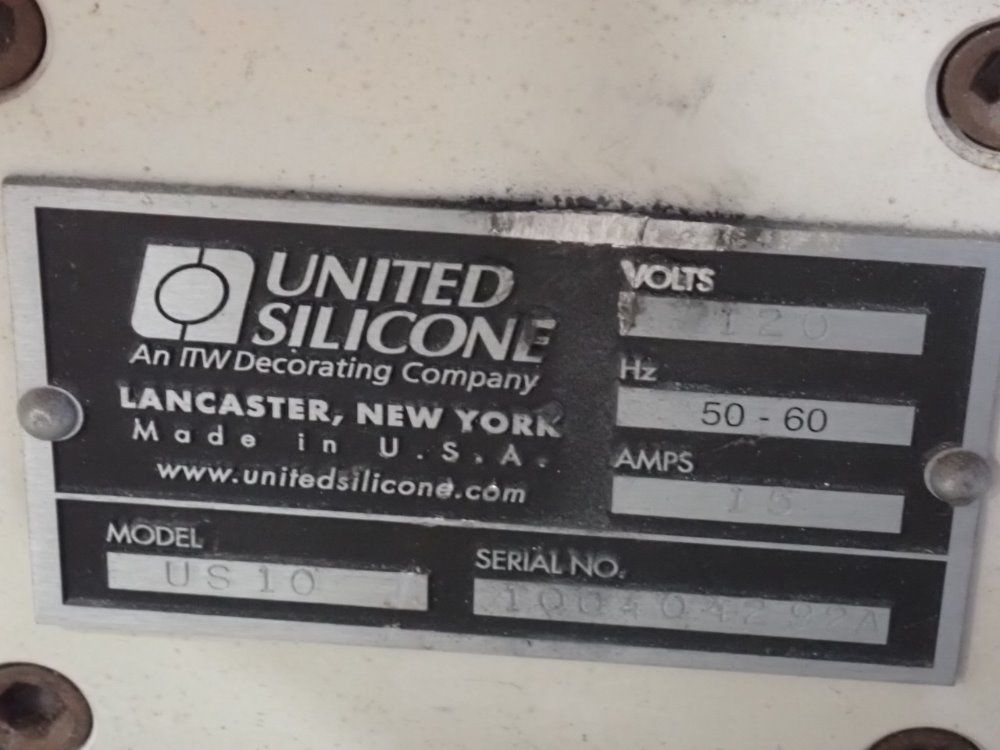 UNITED
SILICONE
An ITW Decorating Company
LANCASTER, NEW YORK
Made in U.S.A.
www.unitedsilicone.com
VOLTS
120
Hz
50 - 60
AMPS
15
MODEL
US10
SERIAL NO.